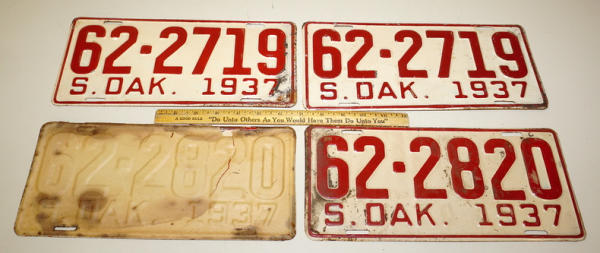 62·2719
S. DAK. 1937
62·2719
S. DAK. 1937
A GOOD RULE "Do Unto Others As You Would Have Them Do Unto You"
62·2820
S. DAK. 1937
62·2820
S. DAK. 1937